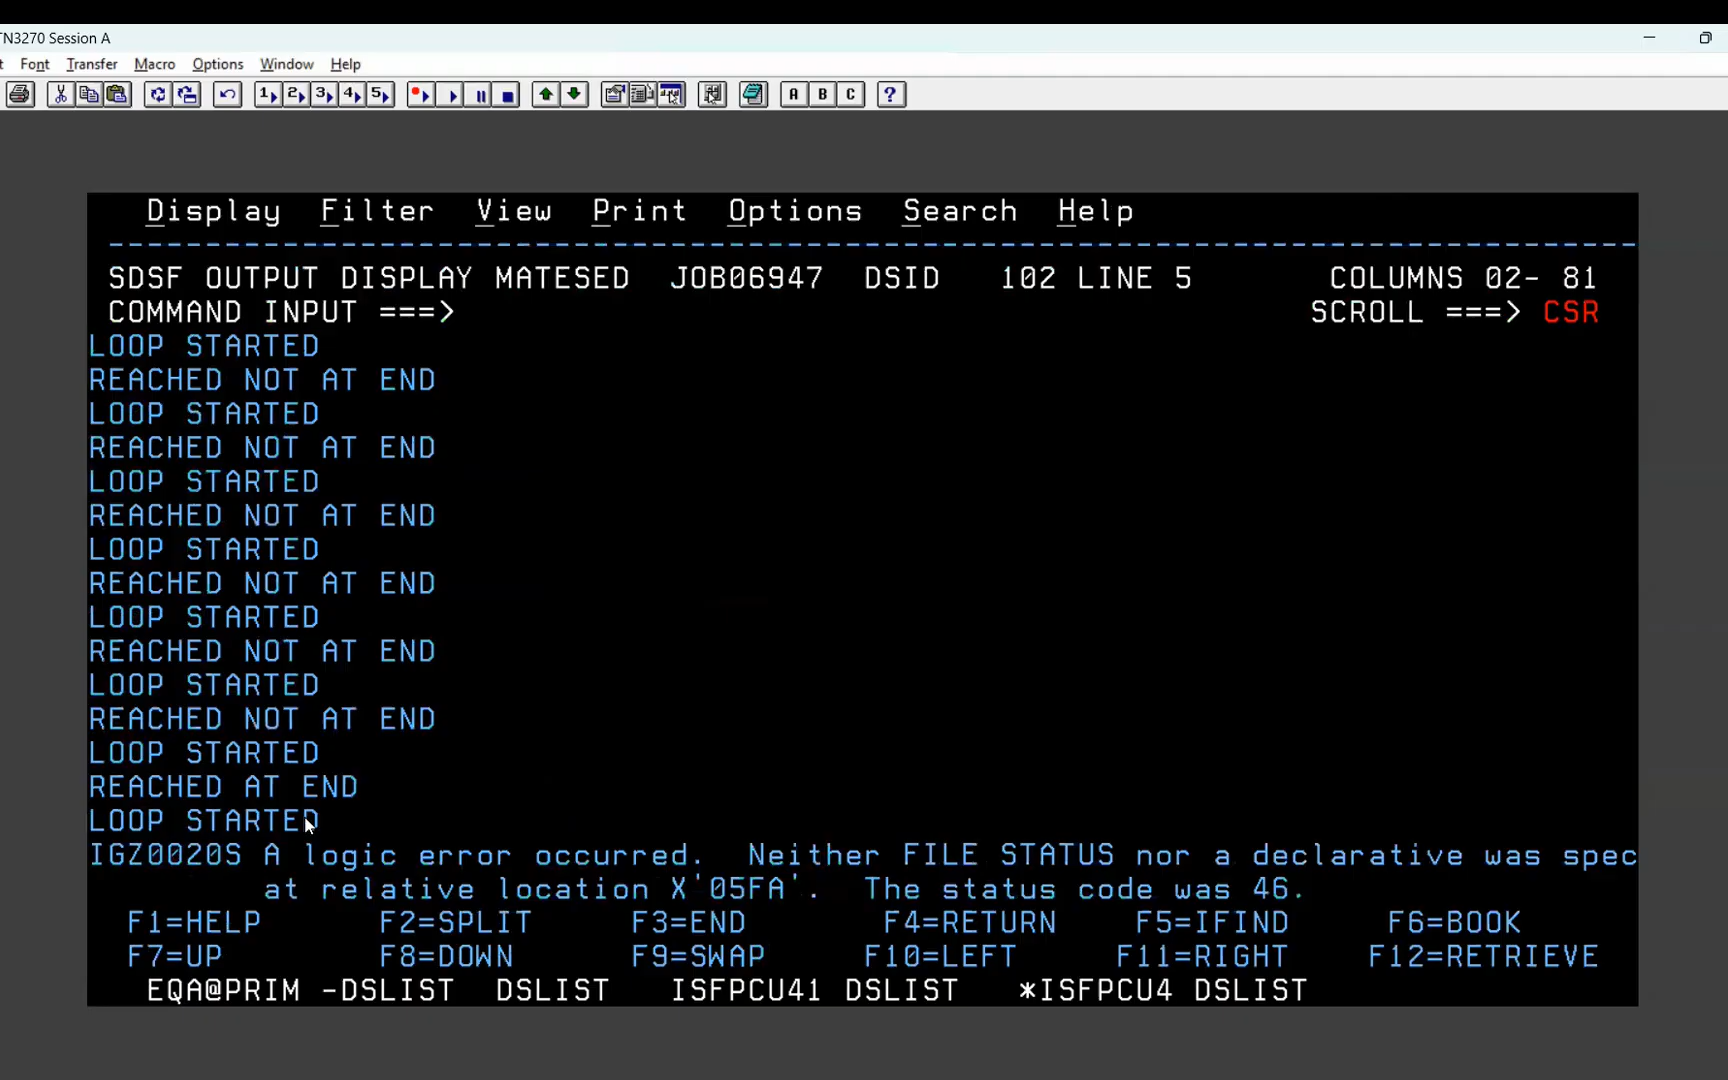 TN3270 Session A
t Font Transfer Macro Options Window Help
1 2 3 4 5 A B C ?
Display Filter View Print Options Search Help
SDSF OUTPUT DISPLAY MATESED JOB06947 DSID 102 LINE 5 COLUMNS 02- 81
COMMAND INPUT ===> SCROLL ===> CSR
LOOP STARTED
REACHED NOT AT END
LOOP STARTED
REACHED NOT AT END
LOOP STARTED
REACHED NOT AT END
LOOP STARTED
REACHED NOT AT END
LOOP STARTED
REACHED NOT AT END
LOOP STARTED
REACHED NOT AT END
LOOP STARTED
REACHED AT END
LOOP STARTED
IGZ0020S A logic error occurred. Neither FILE STATUS nor a declarative was spec
at relative location X'05FA'. The status code was 46.
F1=HELP F2=SPLIT F3=END F4=RETURN F5=IFIND F6=BOOK
F7=UP F8=DOWN F9=SWAP F10=LEFT F11=RIGHT F12=RETRIEVE
EQA@PRIM -DSLIST DSLIST ISFPCU41 DSLIST *ISFPCU4 DSLIST